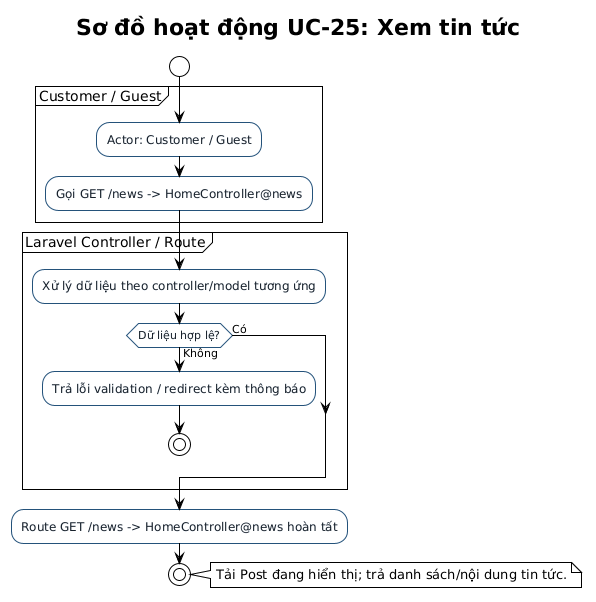 Sơ đồ hoạt động UC-25: Xem tin tức
Customer / Guest
Actor: Customer / Guest
Gọi GET /news -> HomeController@news
Laravel Controller / Route
Xử lý dữ liệu theo controller/model tương ứng
Dữ liệu hợp lệ?
Có
Không
Trả lỗi validation / redirect kèm thông báo
Route GET /news -> HomeController@news hoàn tất
Tải Post đang hiển thị; trả danh sách/nội dung tin tức.